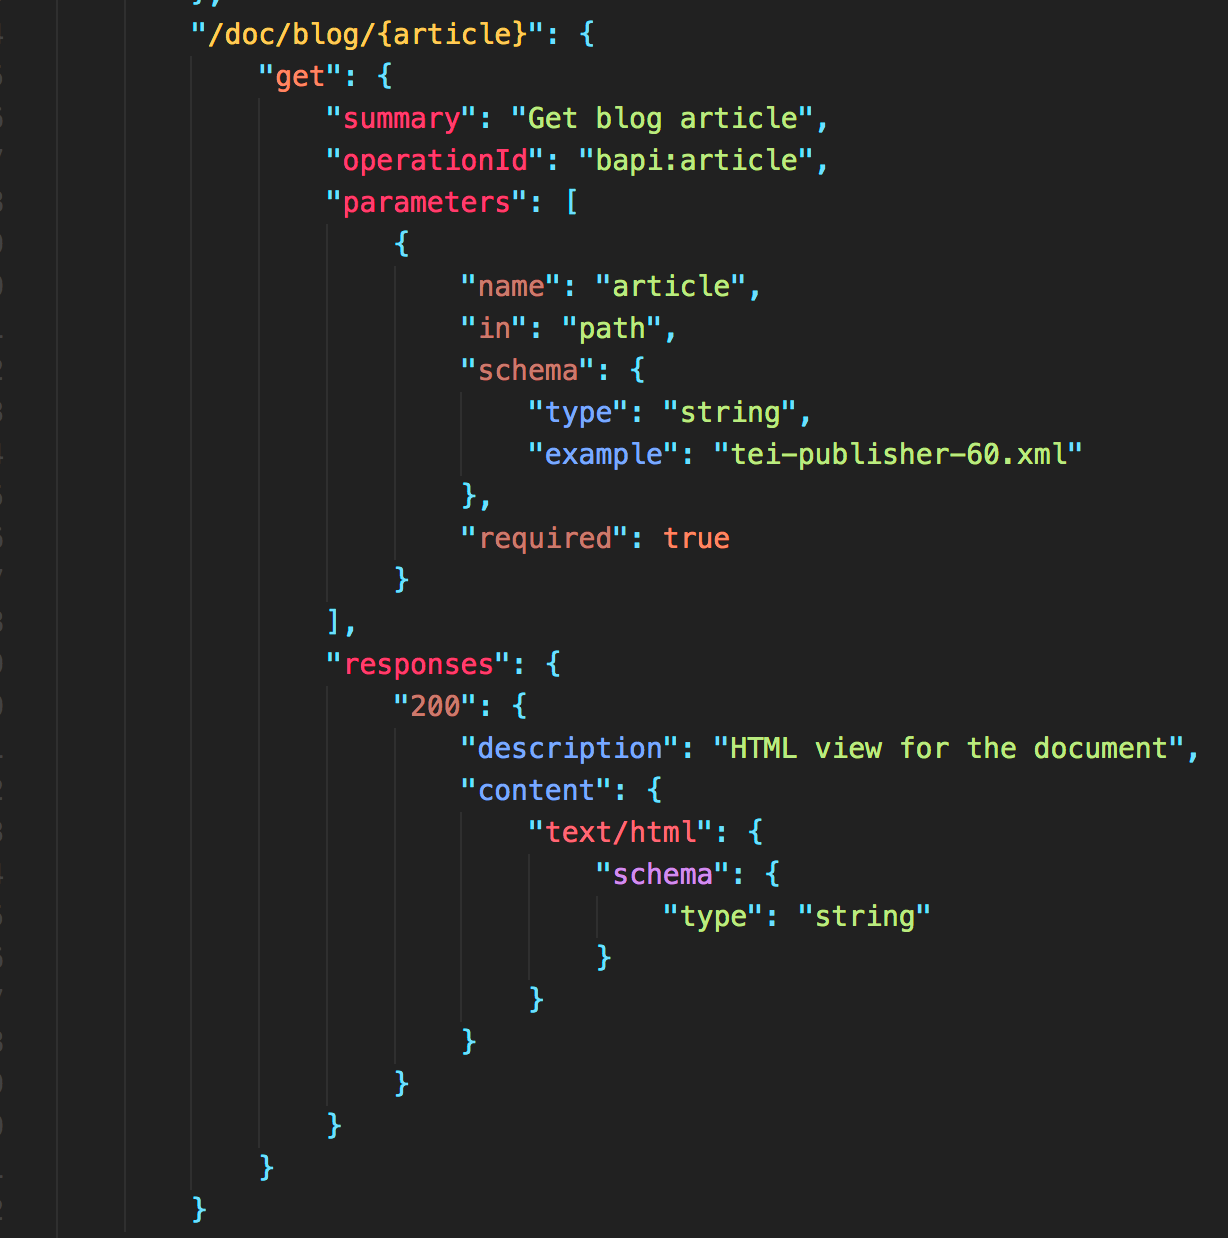 },
"/doc/blog/{article}": {
"get": {
"summary": "Get blog article",
"operationId": "bapi:article",
"parameters": [
{
"name": "article",
"in": "path",
"schema": {
"type": "string",
"example": "tei-publisher-60.xml"
},
"required": true
}
],
"responses": {
"200": {
"description": "HTML view for the document",
"content": {
"text/html": {
"schema": {
"type": "string"
}
}
}
}
}
}
}